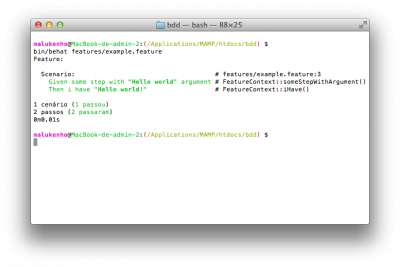 bdd — bash — 88×25
malukenho@MacBook-de-admin-2:(/Applications/MAMP/htdocs/bdd) $
bin/behat features/example.feature
Feature:
Scenario: # features/example.feature:3
Given some step with "Hello world" argument # FeatureContext::someStepWithArgument()
Then i have "Hello world!" # FeatureContext::iHave()
1 cenário (1 passou)
2 passos (2 passaram)
0m0.01s
malukenho@MacBook-de-admin-2:(/Applications/MAMP/htdocs/bdd) $